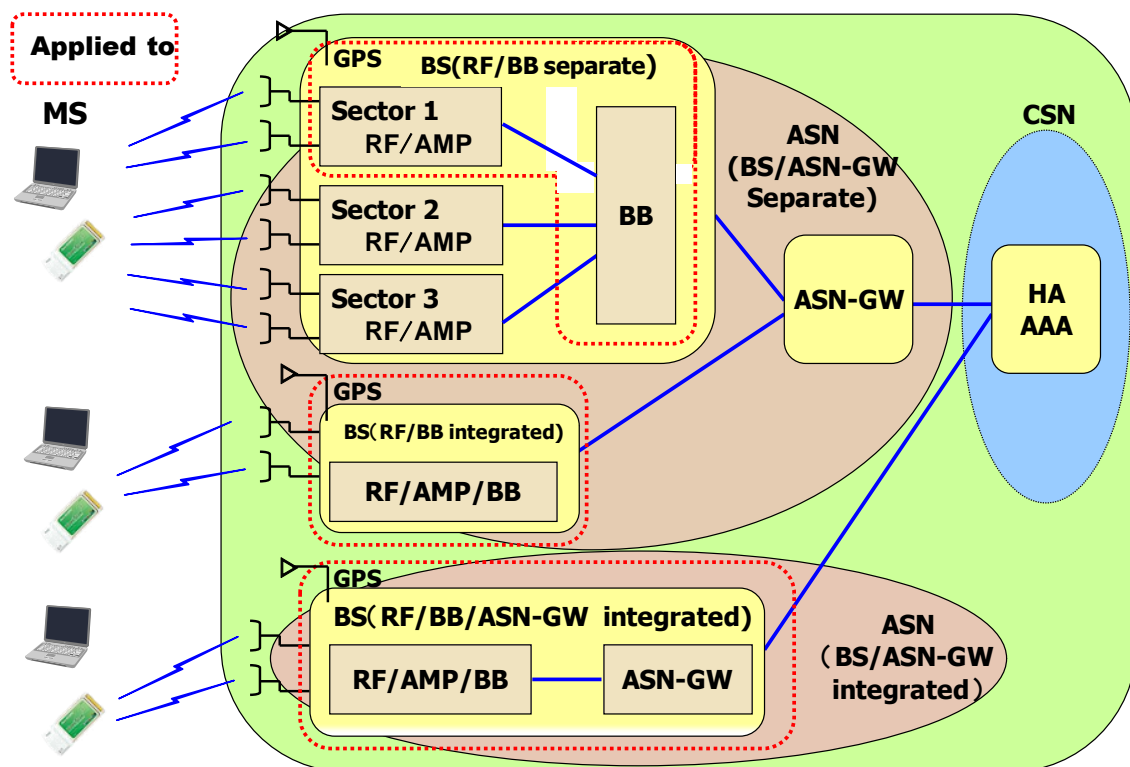 Applied to
MS
GPS
BS(RF/BB separate)
Sector 1
RF/AMP
Sector 2
RF/AMP
Sector 3
RF/AMP
BB
ASN
(BS/ASN-GW
Separate)
ASN-GW
CSN
HA
AAA
GPS
BS(RF/BB integrated)
RF/AMP/BB
GPS
BS(RF/BB/ASN-GW integrated)
RF/AMP/BB
ASN-GW
ASN
(BS/ASN-GW
integrated)